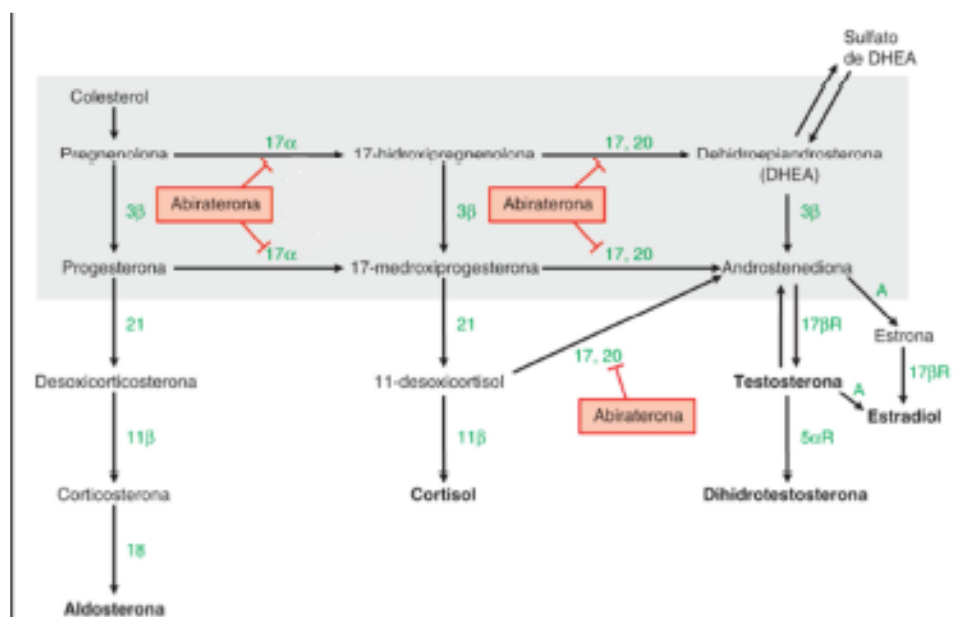 Sulfato
de DHEA
Colesterol
17α
17, 20
Pregnenolona
17-hidroxipregnenolona
Dehidroepiandrosterona
(DHEA)
Abiraterona
Abiraterona
3β
3β
3β
17α
17, 20
Progesterona
17-medroxiprogesterona
Androstenediona
A
21
21
17βR
Estrona
17, 20
17βR
Desoxicorticosterona
11-desoxicortisol
Testosterona
A
Abiraterona
Estradiol
11β
11β
5αR
Corticosterona
Cortisol
Dihidrotestosterona
18
Aldosterona